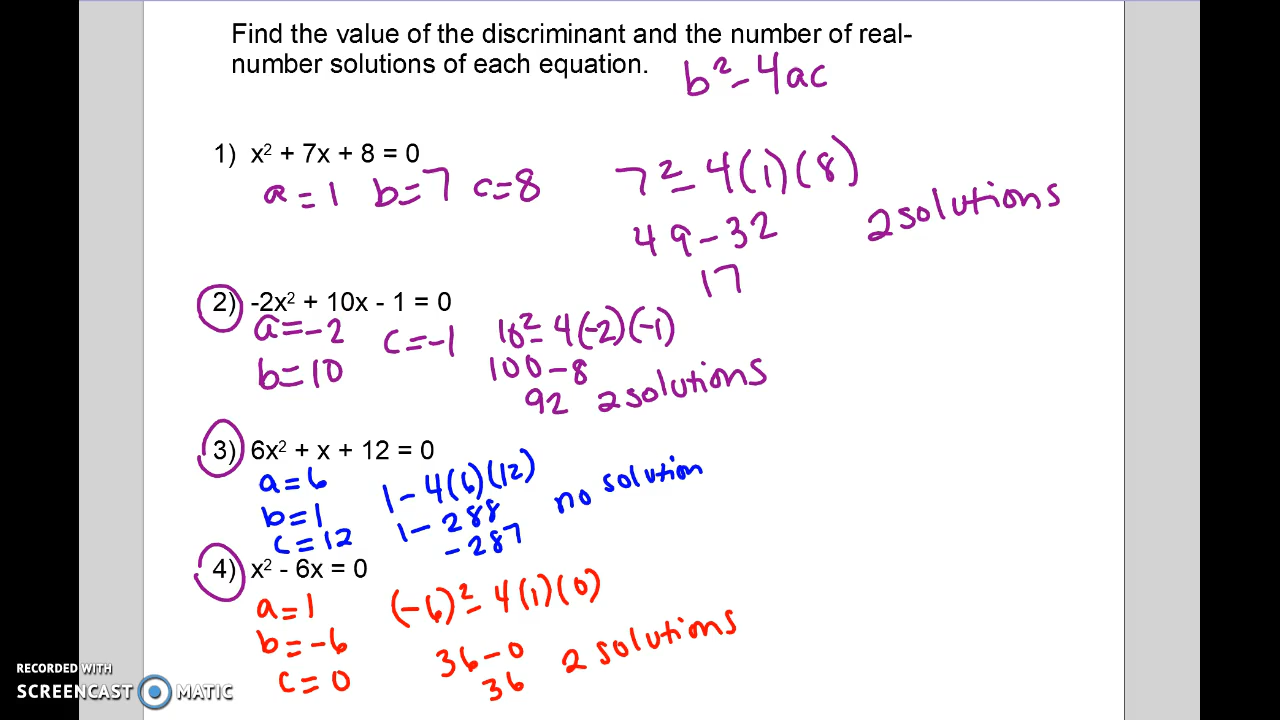 Find the value of the discriminant and the number of real-
number solutions of each equation.
b² - 4ac
1) x² + 7x + 8 = 0
a = 1 b = 7 c = 8
7² - 4(1)(8)
49 - 32
17
2 solutions
2) -2x² + 10x - 1 = 0
a = -2
b = 10
c = -1
10² - 4(-2)(-1)
100 - 8
92 2 solutions
3) 6x² + x + 12 = 0
a = 6
b = 1
c = 12
1 - 4(6)(12)
1 - 288
-287
no solution
4) x² - 6x = 0
a = 1
b = -6
c = 0
(-6)² - 4(1)(0)
36 - 0
36
2 solutions
RECORDED WITH
SCREENCAST MATIC